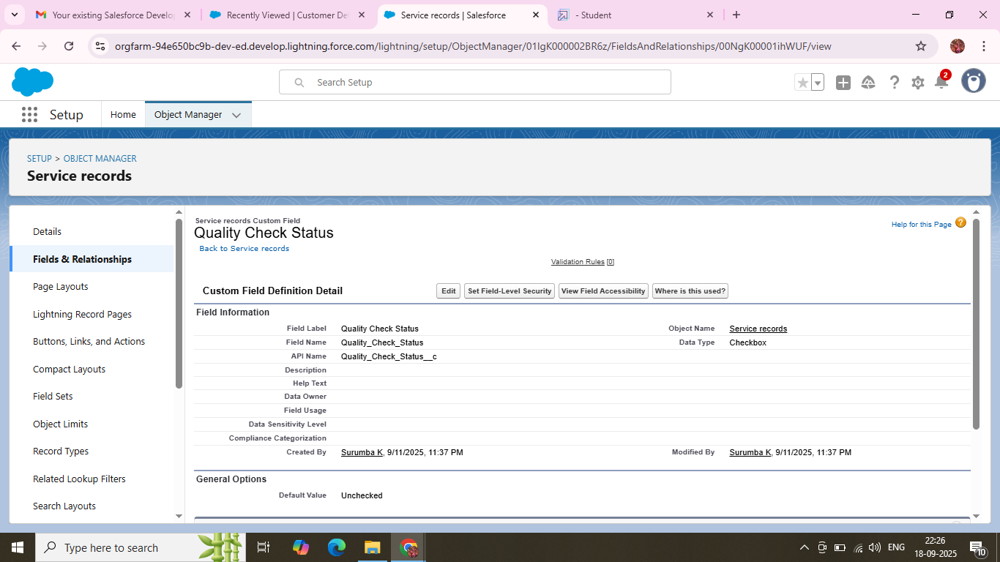 Your existing Salesforce Develo
Recently Viewed | Customer De
Service records | Salesforce
- Student
orgfarm-94e650bc9b-dev-ed.develop.lightning.force.com/lightning/setup/ObjectManager/01IgK000002BR6z/FieldsAndRelationships/00NgK00001ihWUF/view
Search Setup
2
Setup
Home
Object Manager
SETUP > OBJECT MANAGER
Service records
Details
Fields & Relationships
Page Layouts
Lightning Record Pages
Buttons, Links, and Actions
Compact Layouts
Field Sets
Object Limits
Record Types
Related Lookup Filters
Search Layouts
Service records Custom Field
Quality Check Status
Back to Service records
Help for this Page ?
Validation Rules [0]
Custom Field Definition Detail
Edit
Set Field-Level Security
View Field Accessibility
Where is this used?
Field Information
Field Label Quality Check Status Object Name Service records
Field Name Quality_Check_Status Data Type Checkbox
API Name Quality_Check_Status__c
Description
Help Text
Data Owner
Field Usage
Data Sensitivity Level
Compliance Categorization
Created By Surumba K, 9/11/2025, 11:37 PM Modified By Surumba K, 9/11/2025, 11:37 PM
General Options
Default Value Unchecked
Type here to search
ENG
22:26
18-09-2025
10